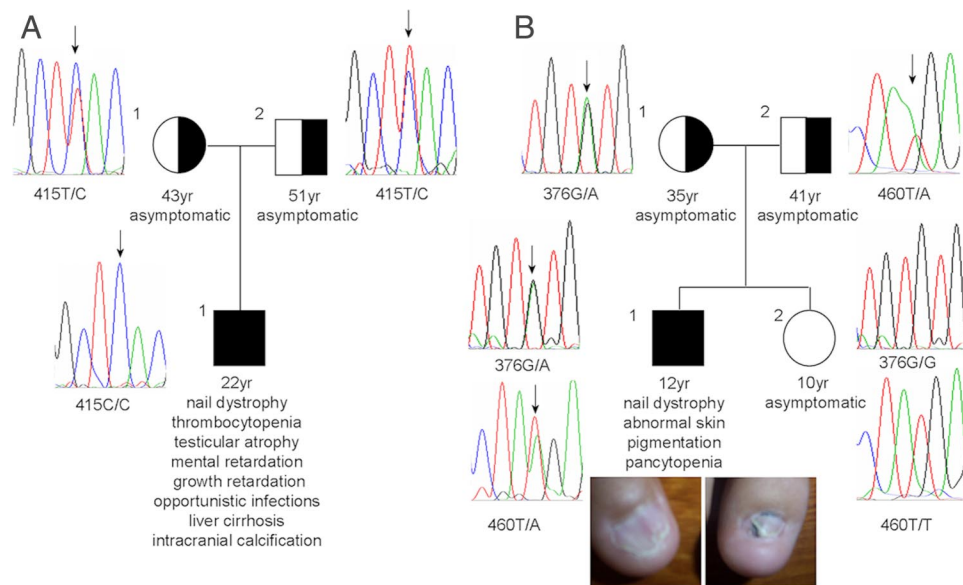 A
B
1
2
1
2
415T/C
43yr
asymptomatic
51yr
asymptomatic
415T/C
376G/A
35yr
asymptomatic
41yr
asymptomatic
460T/A
1
415C/C
22yr
nail dystrophy
thrombocytopenia
testicular atrophy
mental retardation
growth retardation
opportunistic infections
liver cirrhosis
intracranial calcification
1
2
376G/A
460T/A
12yr
nail dystrophy
abnormal skin
pigmentation
pancytopenia
10yr
asymptomatic
376G/G
460T/T